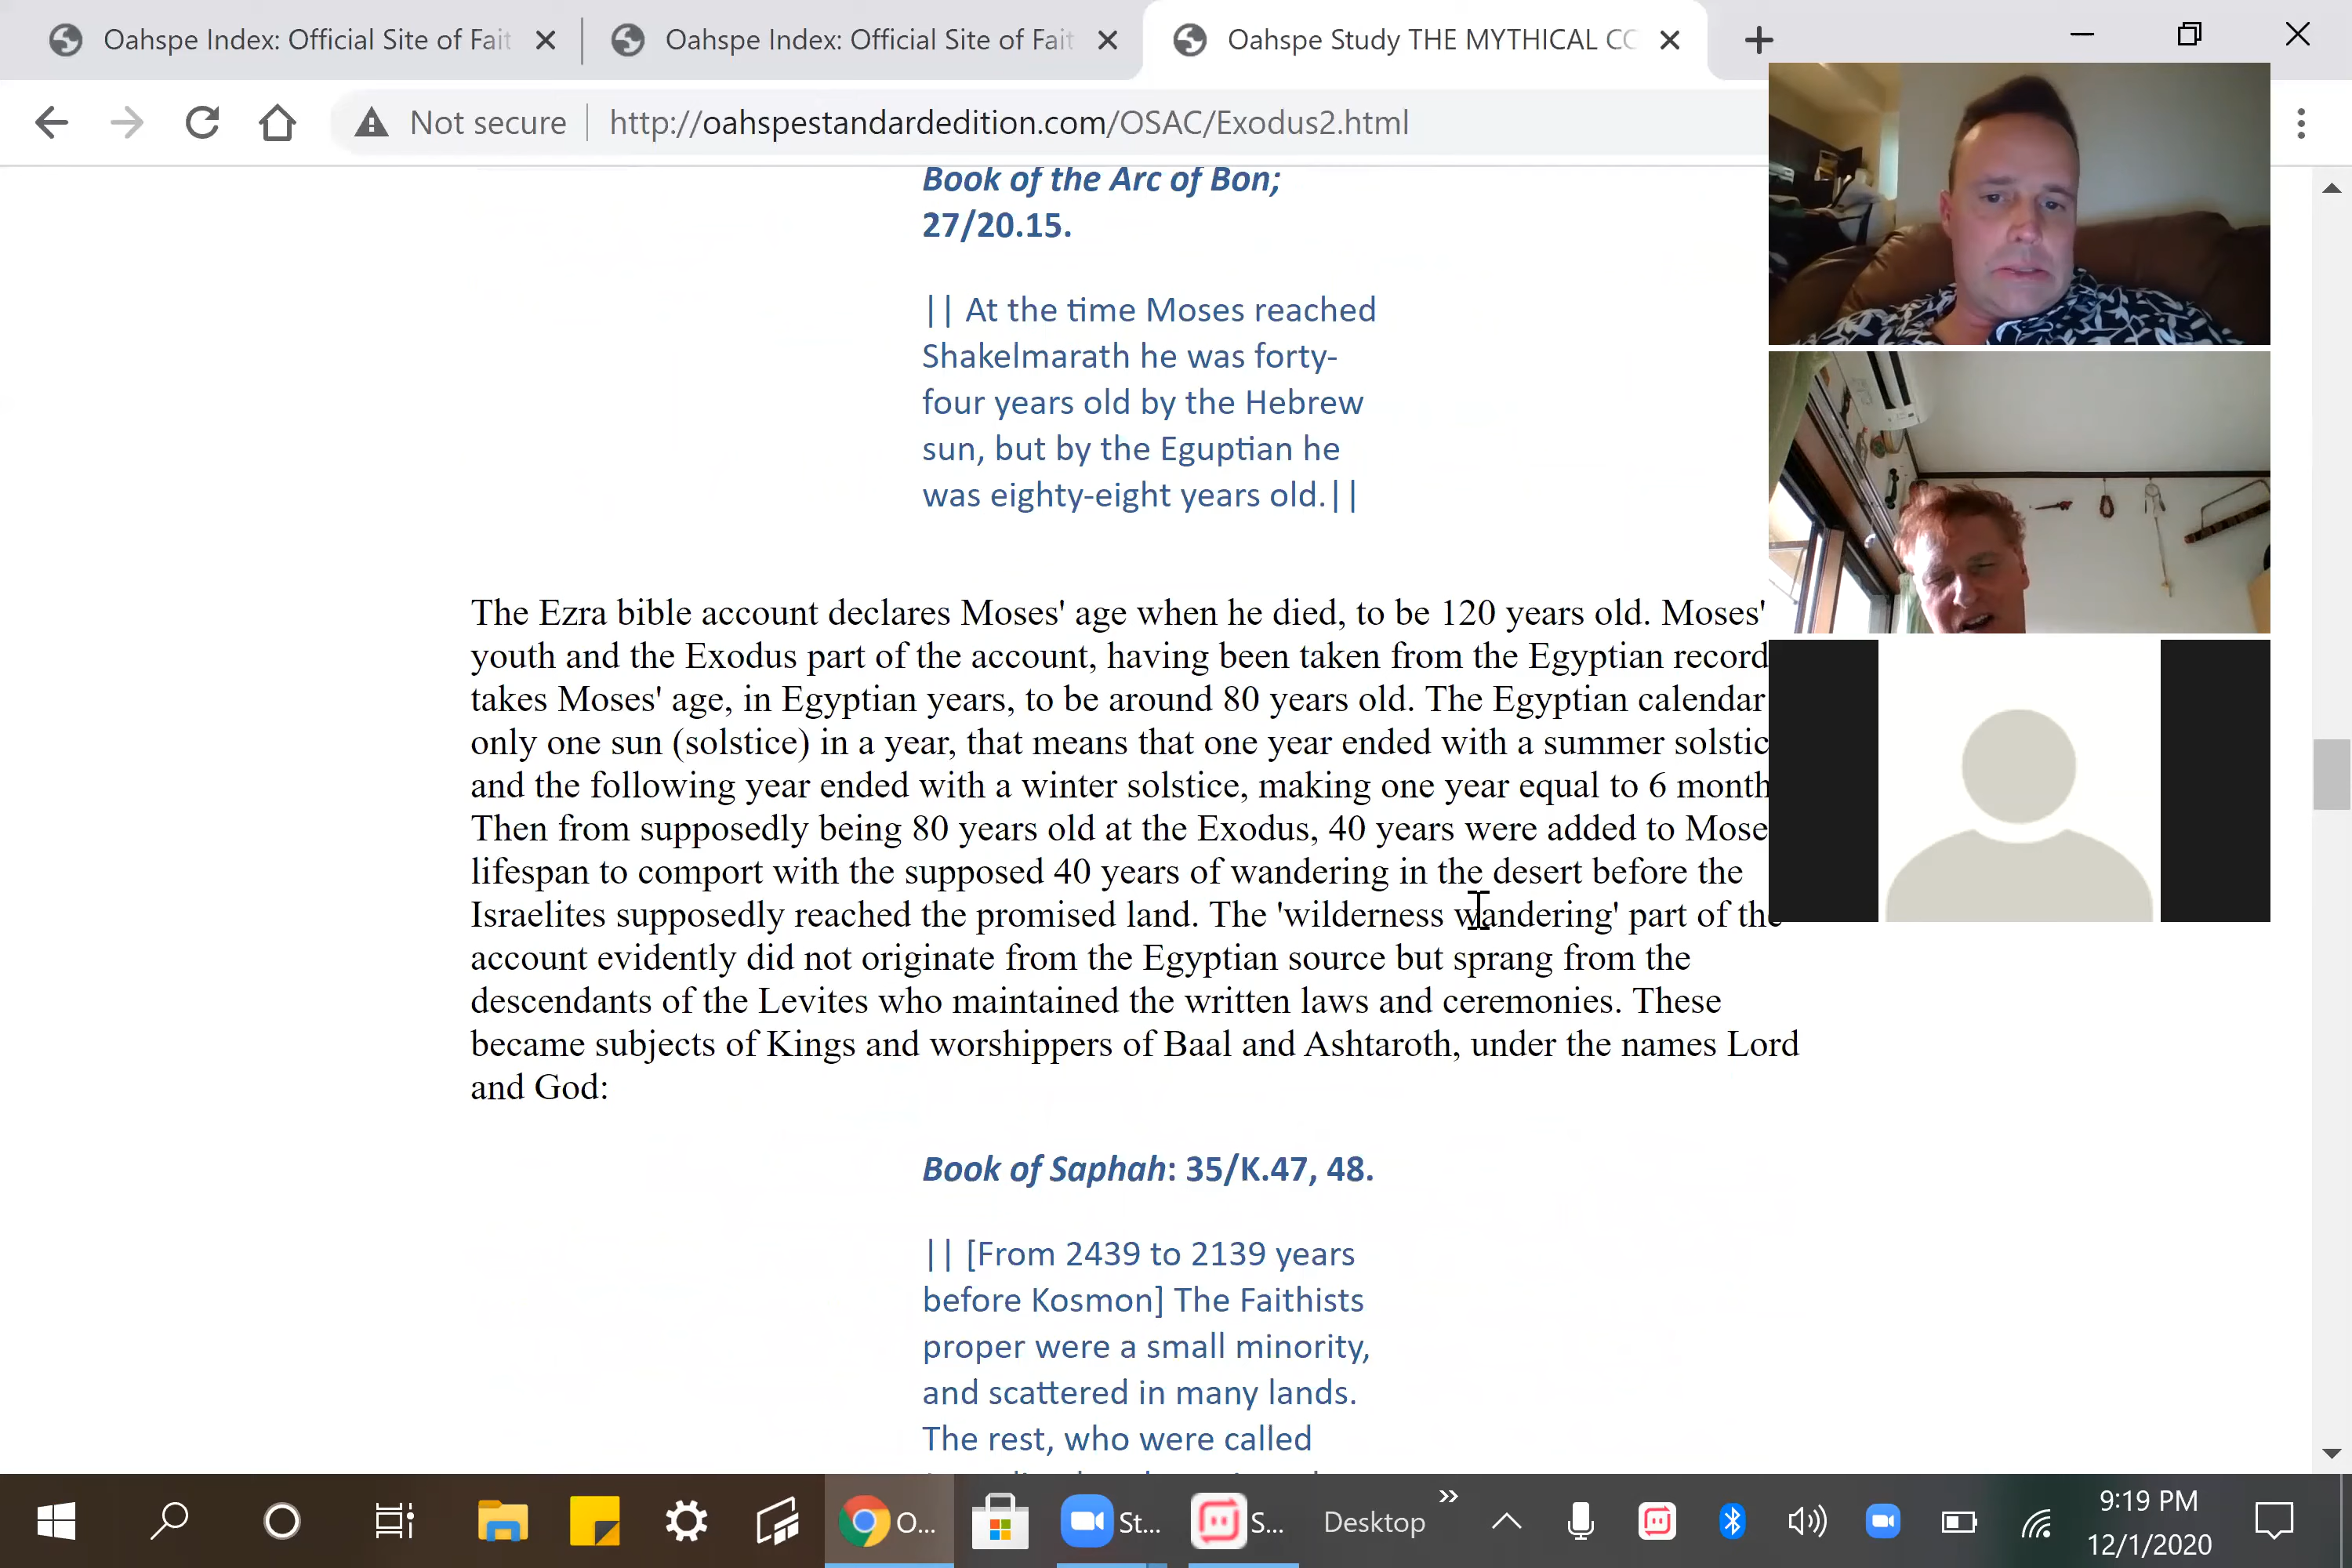 Oahspe Index: Official Site of Fait
Oahspe Index: Official Site of Fait
Oahspe Study THE MYTHICAL CO
Not secure
http://oahspestandardedition.com/OSAC/Exodus2.html
Book of the Arc of Bon;
27/20.15.
|| At the time Moses reached
Shakelmarath he was forty-
four years old by the Hebrew
sun, but by the Eguptian he
was eighty-eight years old.||
The Ezra bible account declares Moses' age when he died, to be 120 years old. Moses'
youth and the Exodus part of the account, having been taken from the Egyptian record
takes Moses' age, in Egyptian years, to be around 80 years old. The Egyptian calendar
only one sun (solstice) in a year, that means that one year ended with a summer solstic
and the following year ended with a winter solstice, making one year equal to 6 month
Then from supposedly being 80 years old at the Exodus, 40 years were added to Mose
lifespan to comport with the supposed 40 years of wandering in the desert before the
Israelites supposedly reached the promised land. The 'wilderness wandering' part of the
account evidently did not originate from the Egyptian source but sprang from the
descendants of the Levites who maintained the written laws and ceremonies. These
became subjects of Kings and worshippers of Baal and Ashtaroth, under the names Lord
and God:
Book of Saphah: 35/K.47, 48.
|| [From 2439 to 2139 years
before Kosmon] The Faithists
proper were a small minority,
and scattered in many lands.
The rest, who were called
O...
St...
S...
Desktop
9:19 PM
12/1/2020